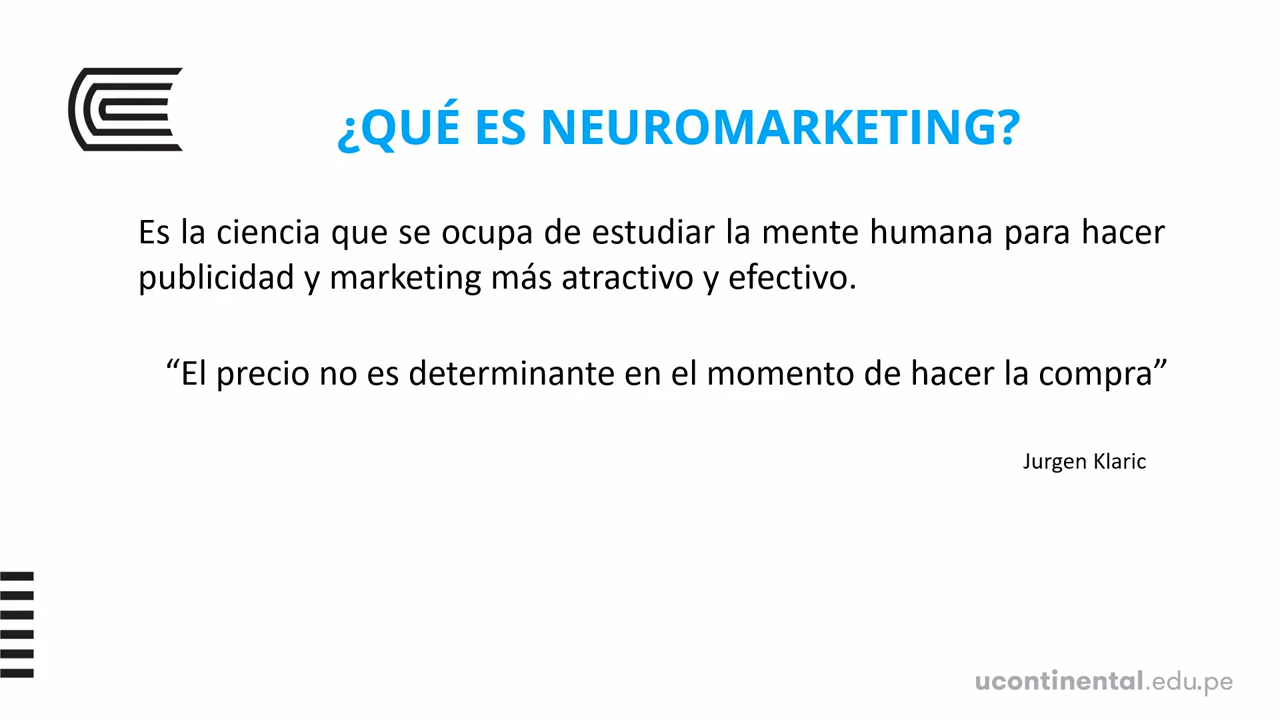 ¿QUÉ ES NEUROMARKETING?
Es la ciencia que se ocupa de estudiar la mente humana para hacer
publicidad y marketing más atractivo y efectivo.
“El precio no es determinante en el momento de hacer la compra”
Jurgen Klaric
ucontinental.edu.pe